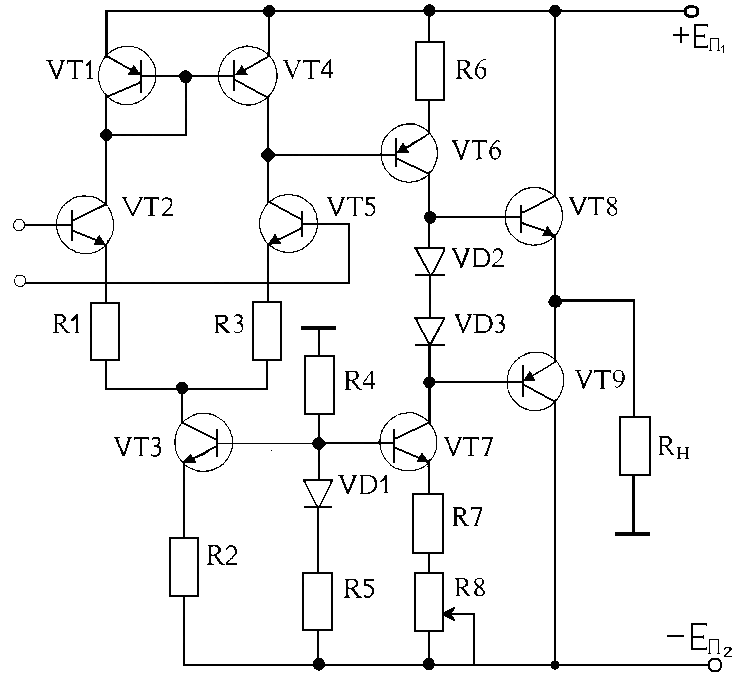 +EП1
VT1
VT4
R6
VT6
VT2
VT5
VT8
VD2
R1
R3
VD3
R4
VT9
VT3
VT7
RH
VD1
R7
R2
R5
R8
−EП2